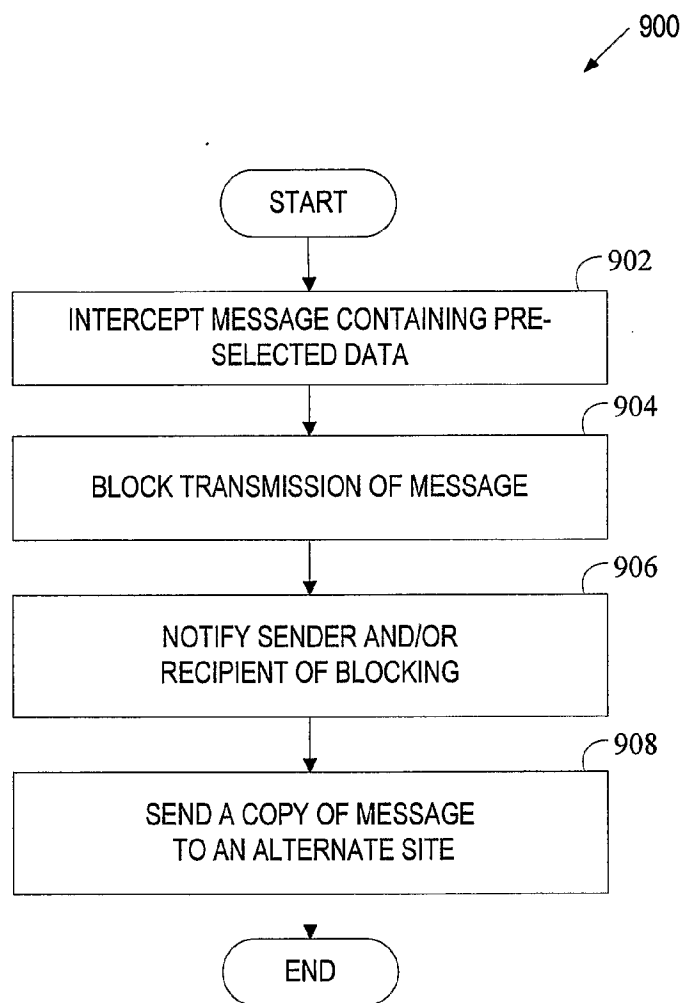 900
START
902
INTERCEPT MESSAGE CONTAINING PRE-
SELECTED DATA
904
BLOCK TRANSMISSION OF MESSAGE
906
NOTIFY SENDER AND/OR
RECIPIENT OF BLOCKING
908
SEND A COPY OF MESSAGE
TO AN ALTERNATE SITE
END